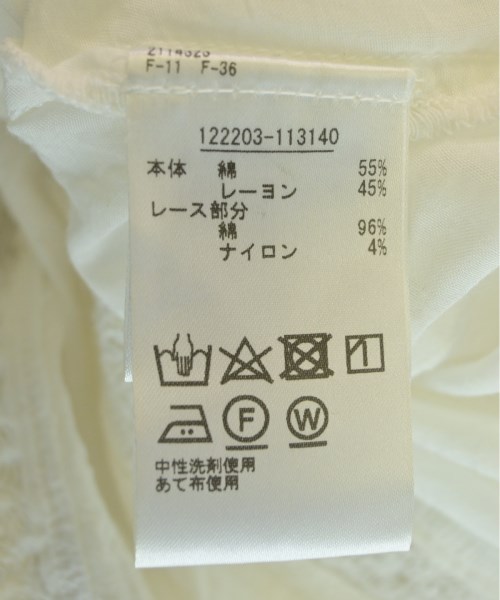 2114323
F-11 F-36
122203-113140
本体 綿 55%
レーヨン 45%
レース部分
綿 96%
ナイロン 4%
F
W
中性洗剤使用
あて布使用